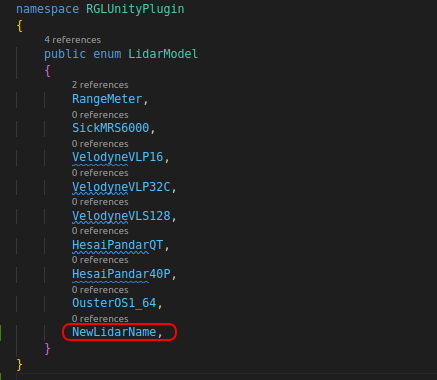 namespace RGLUnityPlugin
{
4 references
public enum LidarModel
{
2 references
RangeMeter,
0 references
SickMRS6000,
0 references
VelodyneVLP16,
0 references
VelodyneVLP32C,
0 references
VelodyneVLS128,
0 references
HesaiPandarQT,
0 references
HesaiPandar40P,
0 references
OusterOS1_64,
0 references
NewLidarName,
}
}